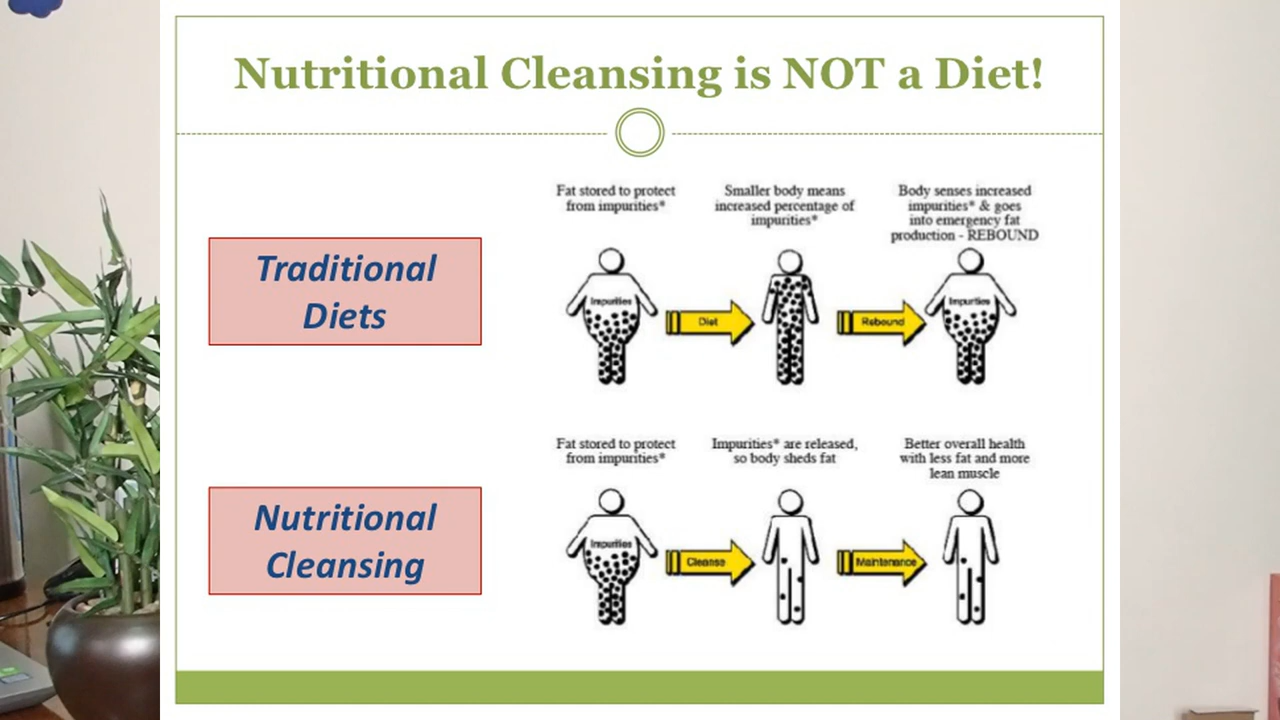 Nutritional Cleansing is NOT a Diet!
Traditional
Diets
Fat stored to protect
from impurities*
Smaller body means
increased percentage of
impurities*
Body senses increased
impurities* & goes
into emergency fat
production - REBOUND
Impurities
Diet
Rebound
Impurities
Nutritional
Cleansing
Fat stored to protect
from impurities*
Impurities* are released,
so body sheds fat
Better overall health
with less fat and more
lean muscle
Impurities
Cleanse
Maintenance